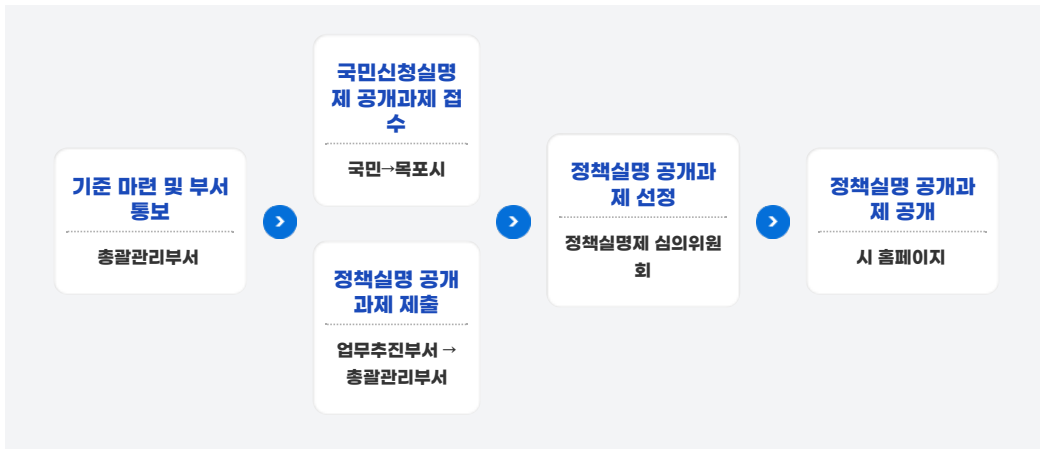 기준 마련 및 부서
통보
총괄관리부서
국민신청실명
제 공개과제 접
수
국민→목포시
정책실명 공개
과제 제출
업무추진부서 →
총괄관리부서
정책실명 공개과
제 선정
정책실명제 심의위원
회
정책실명 공개과
제 공개
시 홈페이지